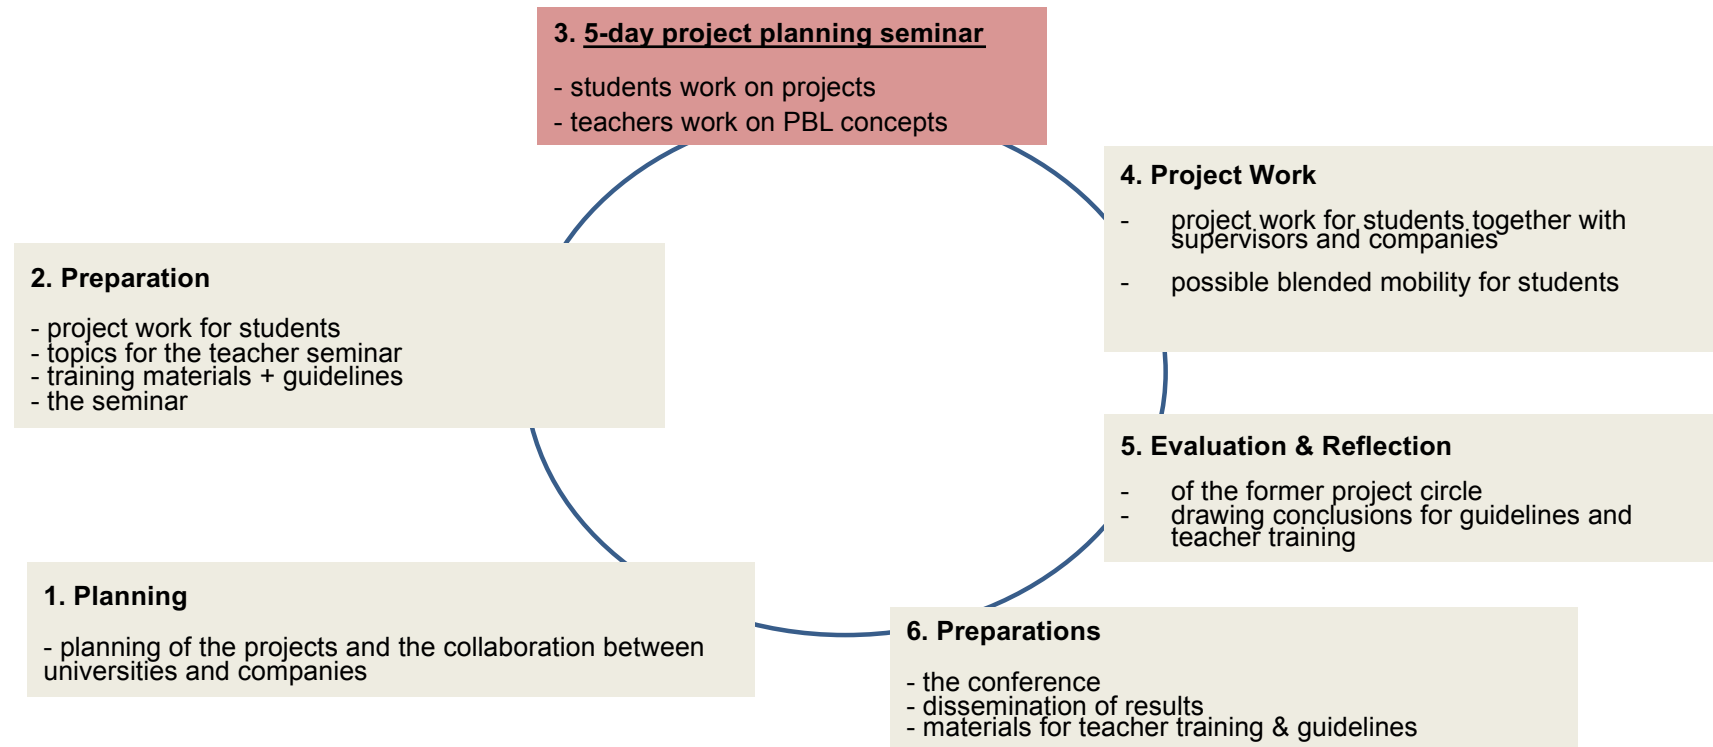 3. 5-day project planning seminar
- students work on projects
- teachers work on PBL concepts
4. Project Work
- project work for students together with
supervisors and companies
- possible blended mobility for students
2. Preparation
- project work for students
- topics for the teacher seminar
- training materials + guidelines
- the seminar
5. Evaluation & Reflection
- of the former project circle
- drawing conclusions for guidelines and
teacher training
1. Planning
- planning of the projects and the collaboration between
universities and companies
6. Preparations
- the conference
- dissemination of results
- materials for teacher training & guidelines